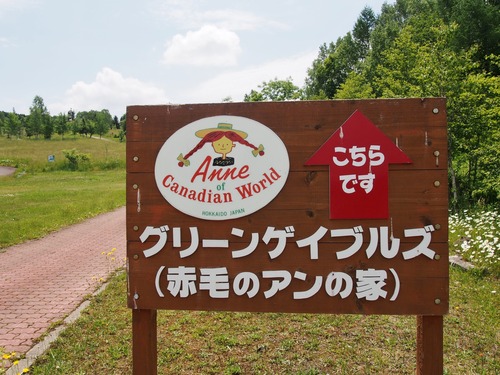 Anne
of
Canadian World
HOKKAIDO JAPAN
こちら
です
グリーンゲイブルズ
(赤毛のアンの家)